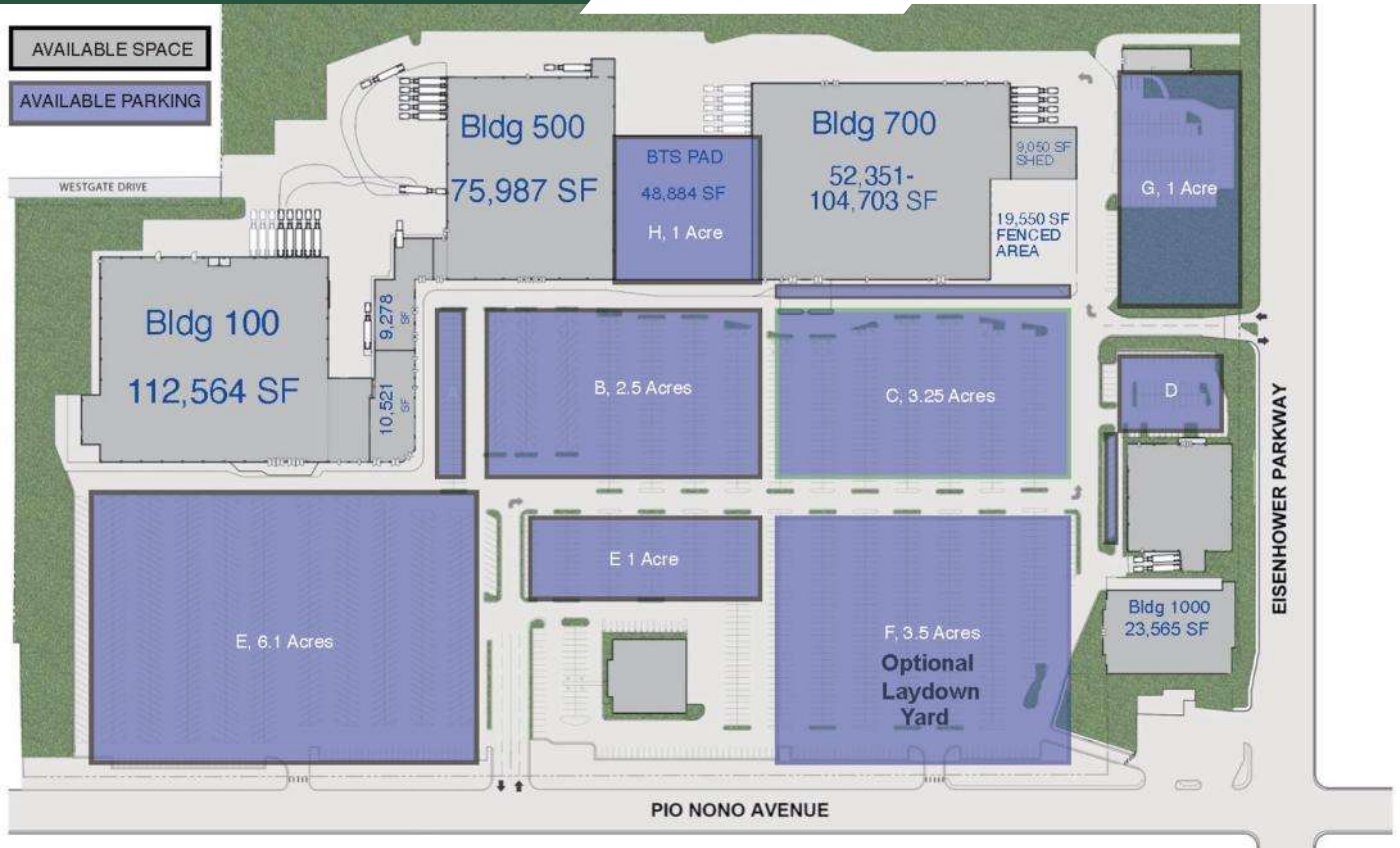 AVAILABLE SPACE
AVAILABLE PARKING
WESTGATE DRIVE
Bldg 500
75,987 SF
BTS PAD
48,884 SF
H, 1 Acre
Bldg 700
52,351-
104,703 SF
9,050 SF
SHED
19,550 SF
FENCED
AREA
G, 1 Acre
Bldg 100
112,564 SF
9,278
SF
10,521
SF
B, 2.5 Acres
C, 3.25 Acres
D
E, 6.1 Acres
E 1 Acre
F, 3.5 Acres
Optional
Laydown
Yard
Bldg 1000
23,565 SF
EISENHOWER PARKWAY
PIO NONO AVENUE